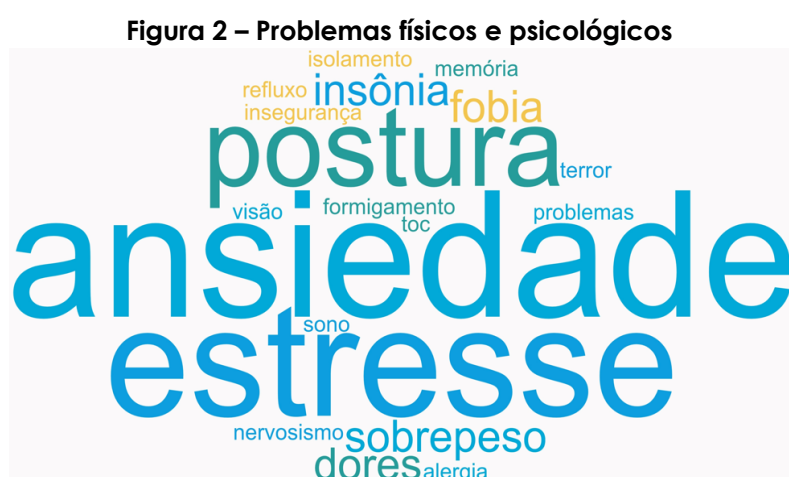 Figura 2 – Problemas físicos e psicológicos
isolamento
memória
refluxo
insônia
insegurança
fobia
postura
terror
visão
formigamento
toc
problemas
ansiedade
sono
estresse
nervosismo
sobrepeso
dores
alergia